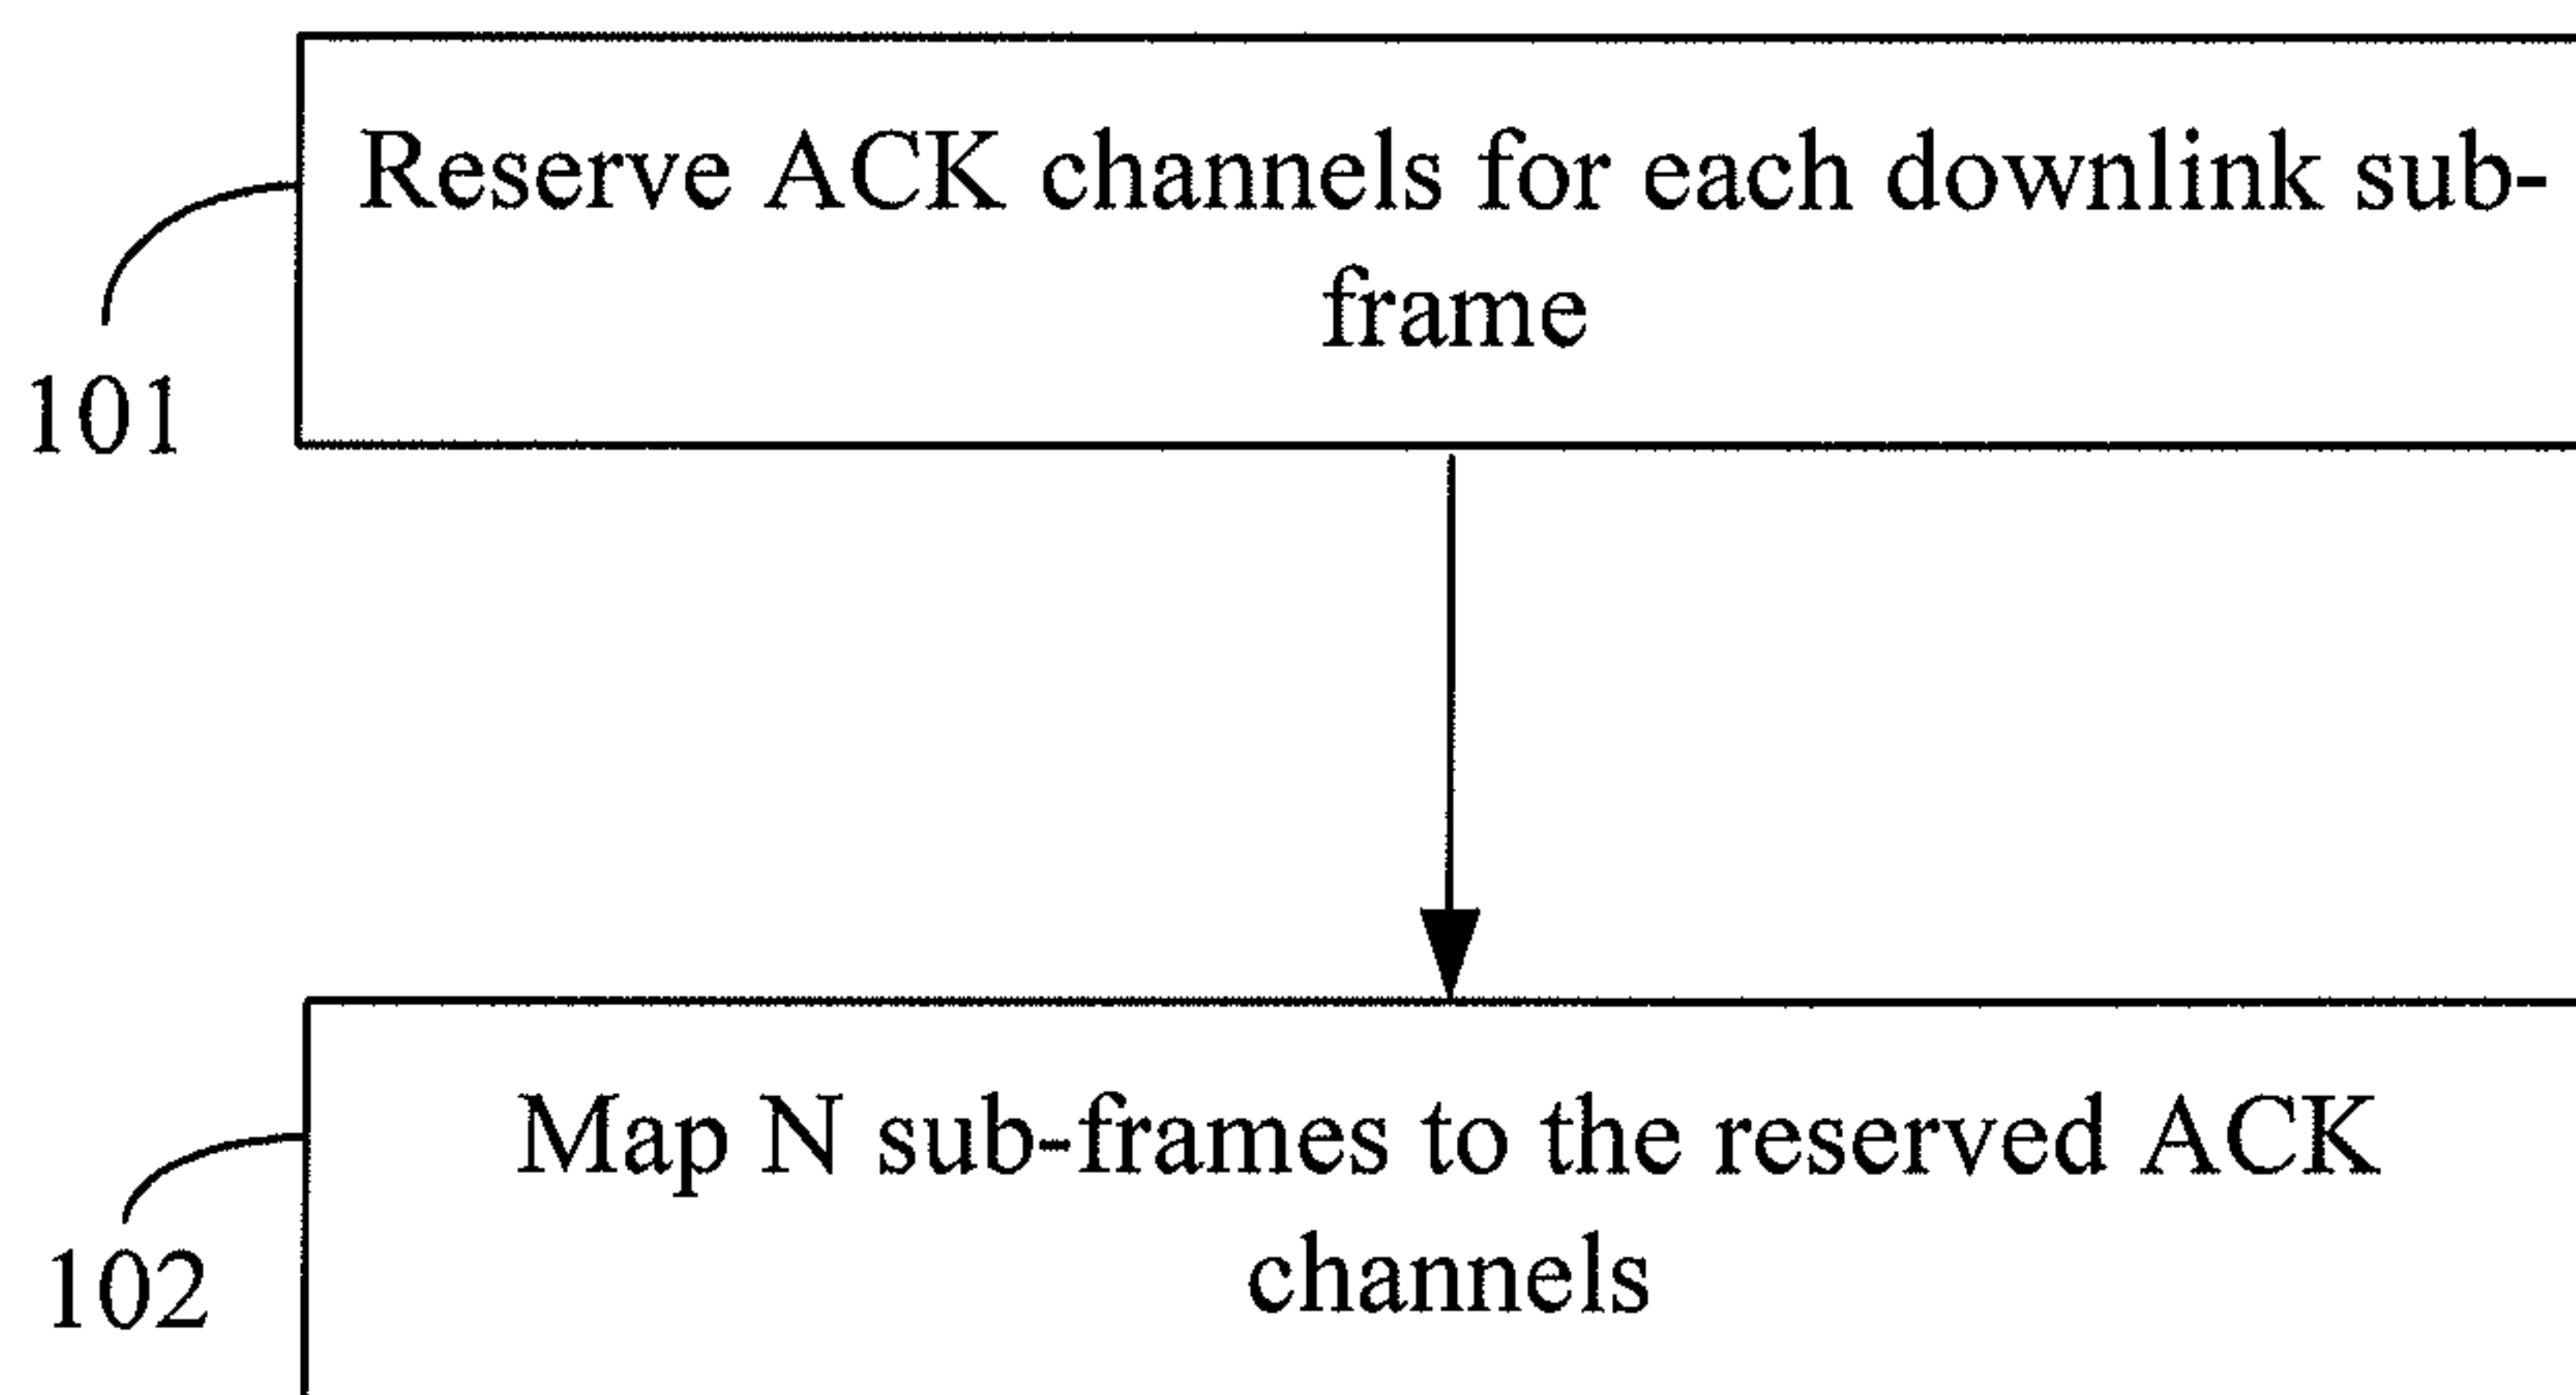 Reserve ACK channels for each downlink sub-
frame
101
Map N sub-frames to the reserved ACK
channels
102